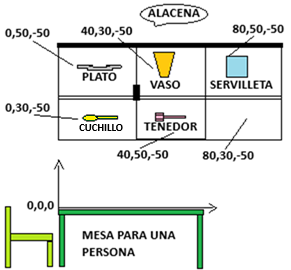 ALACENA
0,50,-50
40,30,-50
80,50,-50
PLATO
VASO
SERVILLETA
0,30,-50
CUCHILLO
TENEDOR
40,50,-50
80,30,-50
0,0,0
MESA PARA UNA
PERSONA